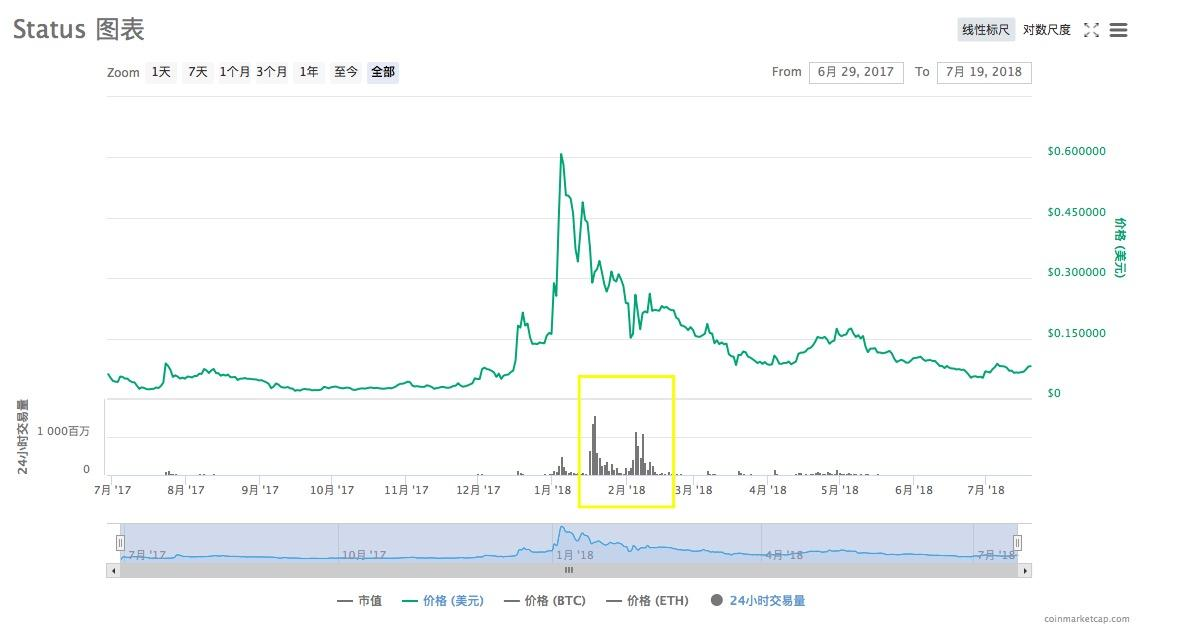 Status 图表
线性标尺 对数尺度
Zoom 1天 7天 1个月 3个月 1年 至今 全部
From 6月 29, 2017 To 7月 19, 2018
$0.600000
$0.450000
$0.300000
$0.150000
$0
价格 (美元)
24小时交易量
1 000百万
0
7月 '17 8月 '17 9月 '17 10月 '17 11月 '17 12月 '17 1月 '18 2月 '18 3月 '18 4月 '18 5月 '18 6月 '18 7月 '18
7月 '17 10月 '17 1月 '18 4月 '18 7月 '18
市值 价格 (美元) 价格 (BTC) 价格 (ETH) 24小时交易量
coinmarketcap.com